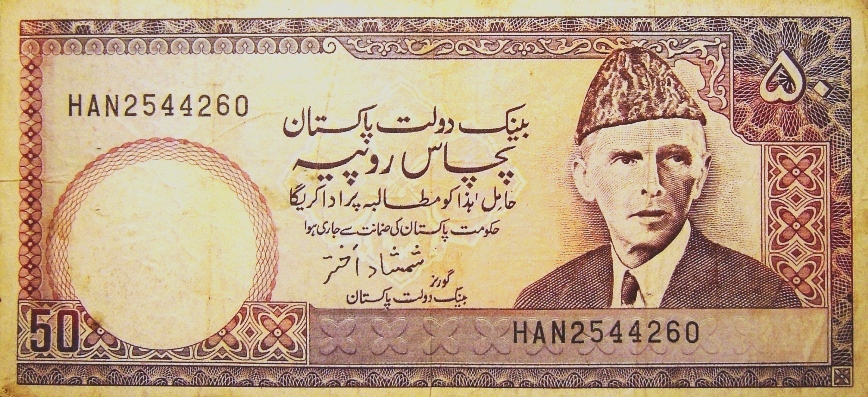 ۵۰
HAN2544260
بینک دولت پاکستان
پچاس روپیہ
حامل ہٰذا کو مطالبہ پر ادا کریگا
حکومت پاکستان کی ضمانت سے جاری ہوا
شمشاد اختر
گورنر
بینک دولت پاکستان
50
HAN2544260